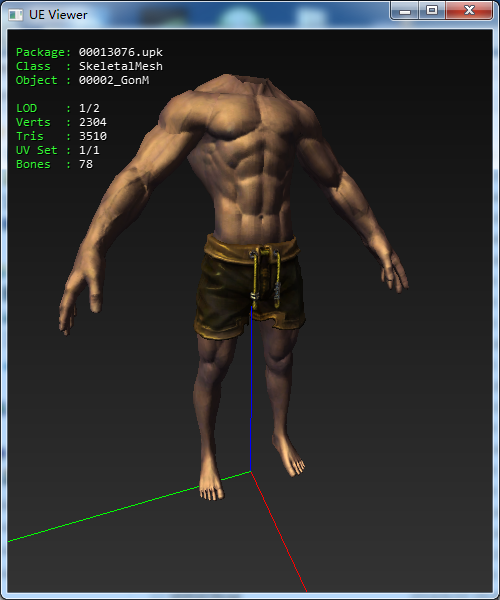 UE Viewer
Package: 00013076.upk
Class : SkeletalMesh
Object : 00002_GonM
LOD : 1/2
Verts : 2304
Tris : 3510
UV Set : 1/1
Bones : 78